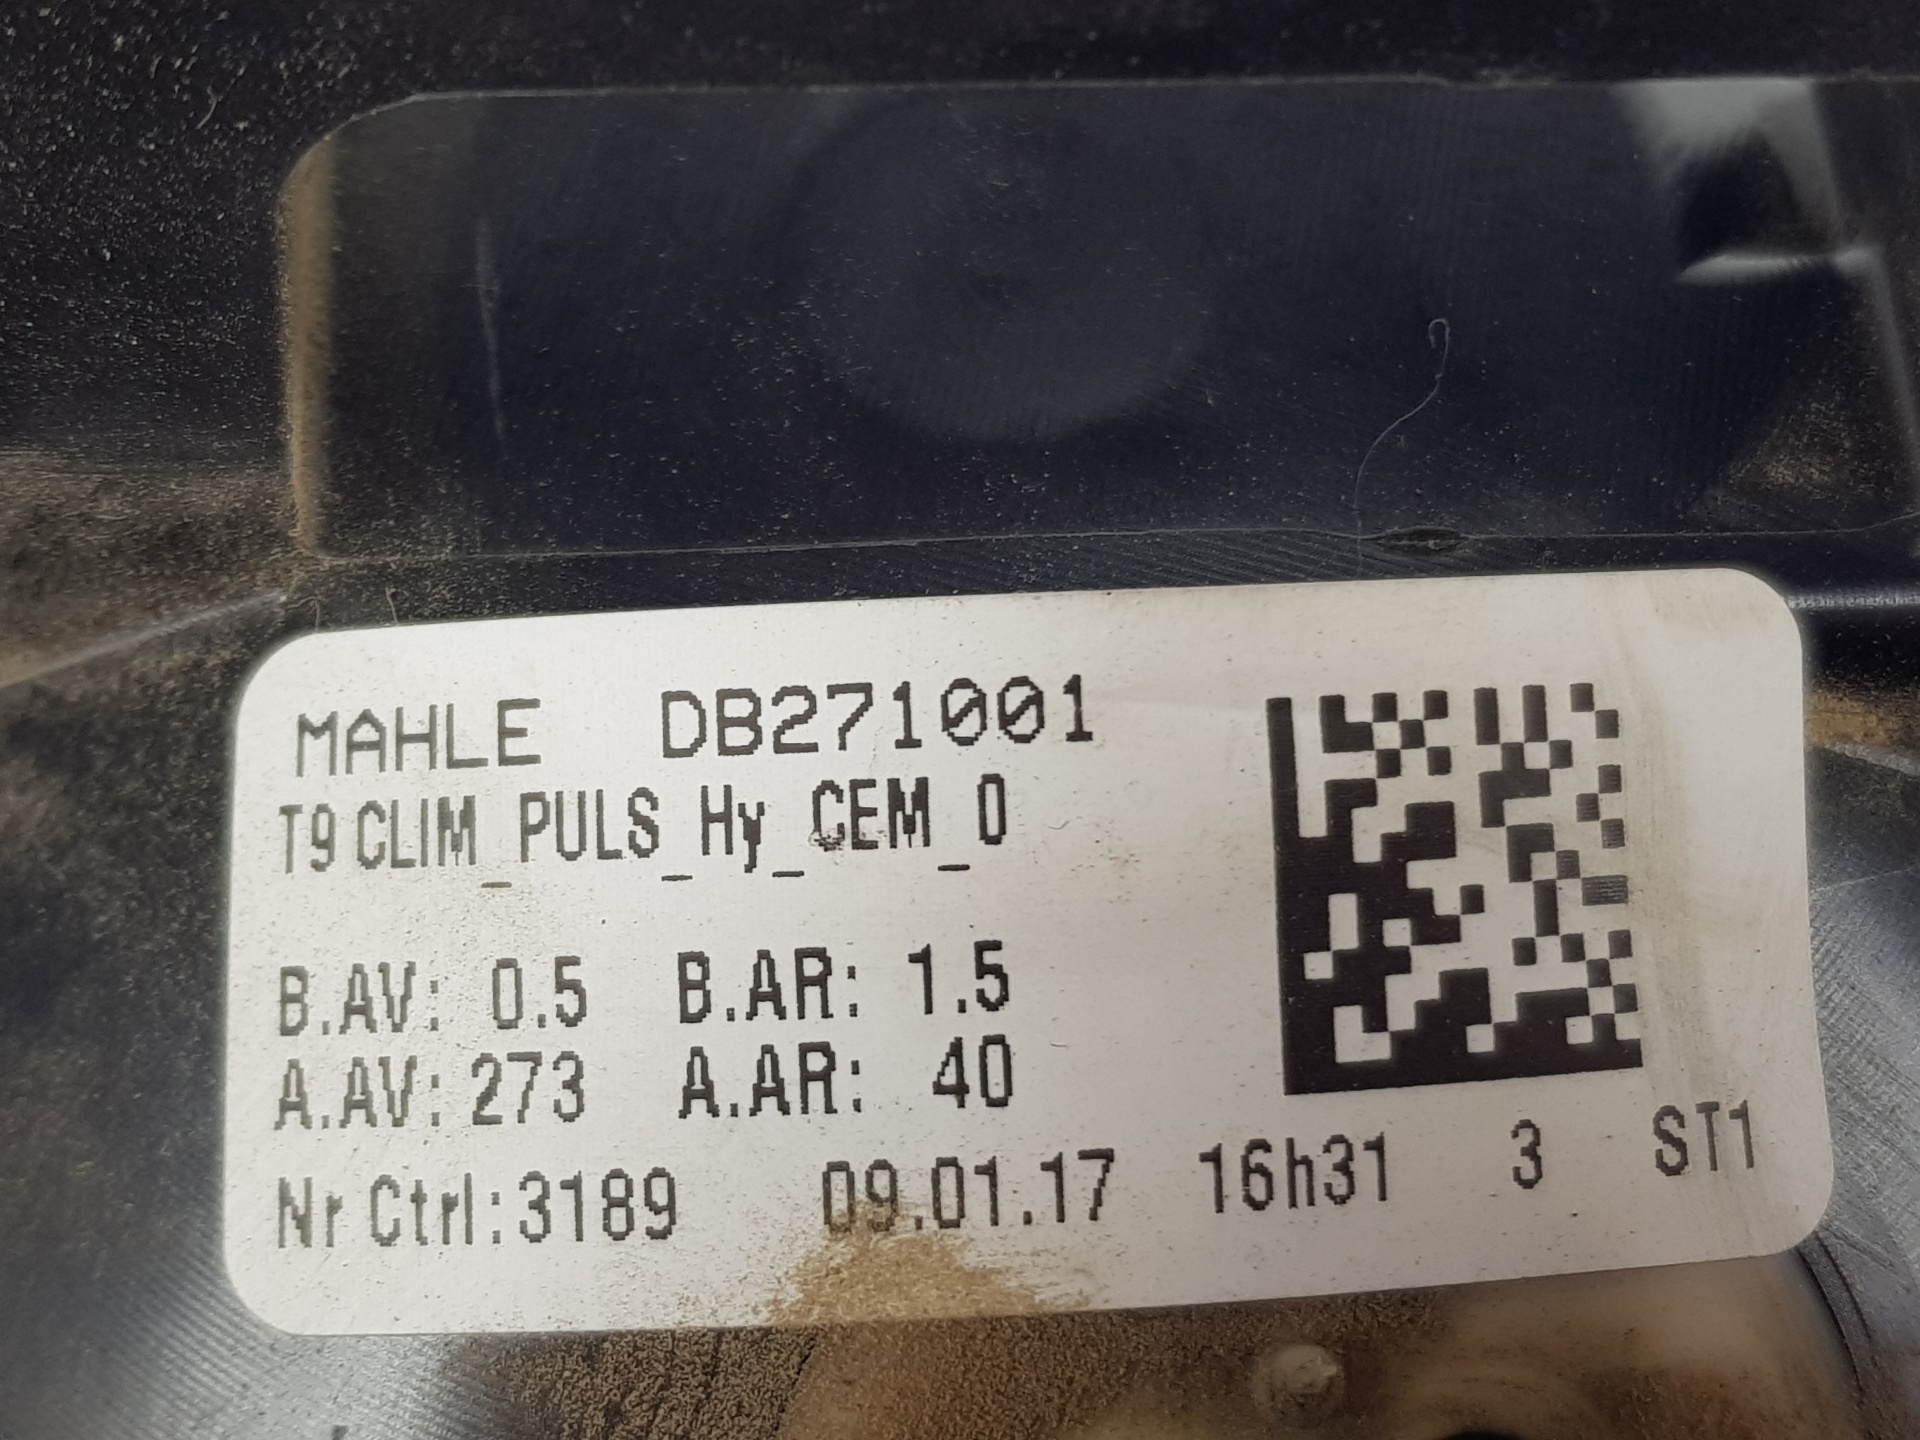 MAHLE DB271001
T9 CLIM_PULS_Hy_CEM_0
B.AV: 0.5 B.AR: 1.5
A.AV: 273 A.AR: 40
Nr Ctrl:3189 09.01.17 16h31 3 ST1